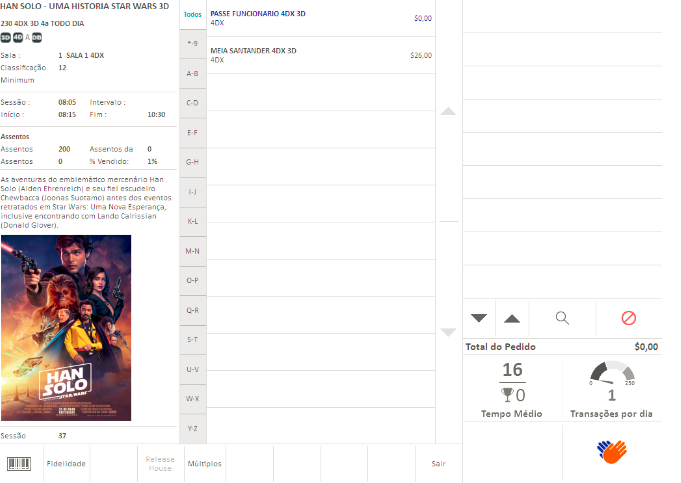 HAN SOLO - UMA HISTORIA STAR WARS 3D
230 4DX 3D 4a TODO DIA
3D 4D A DB
Sala : 1 SALA 1 4DX
Classificação 12
Minimum
Sessão : 08:05 Intervalo :
Início : 08:15 Fim : 10:30
Assentos
Assentos 200 Assentos da 0
Assentos 0 % Vendido: 1%
As aventuras do emblemático mercenário Han
Solo (Alden Ehrenreich) e seu fiel escudeiro
Chewbacca (Joonas Suotamo) antes dos eventos
retratados em Star Wars: Uma Nova Esperança,
inclusive encontrando com Lando Calrissian
(Donald Glover).
HAN
SOLO
STAR WARS
Sessão 37
Todos
*-9
A-B
C-D
E-F
G-H
I-J
K-L
M-N
O-P
Q-R
S-T
U-V
W-X
Y-Z
PASSE FUNCIONARIO 4DX 3D $0,00
4DX
MEIA SANTANDER 4DX 3D $26,00
4DX
Total do Pedido $0,00
16
0
Tempo Médio
0 250
1
Transações por dia
Fidelidade
Release
House
Múltiplos
Sair